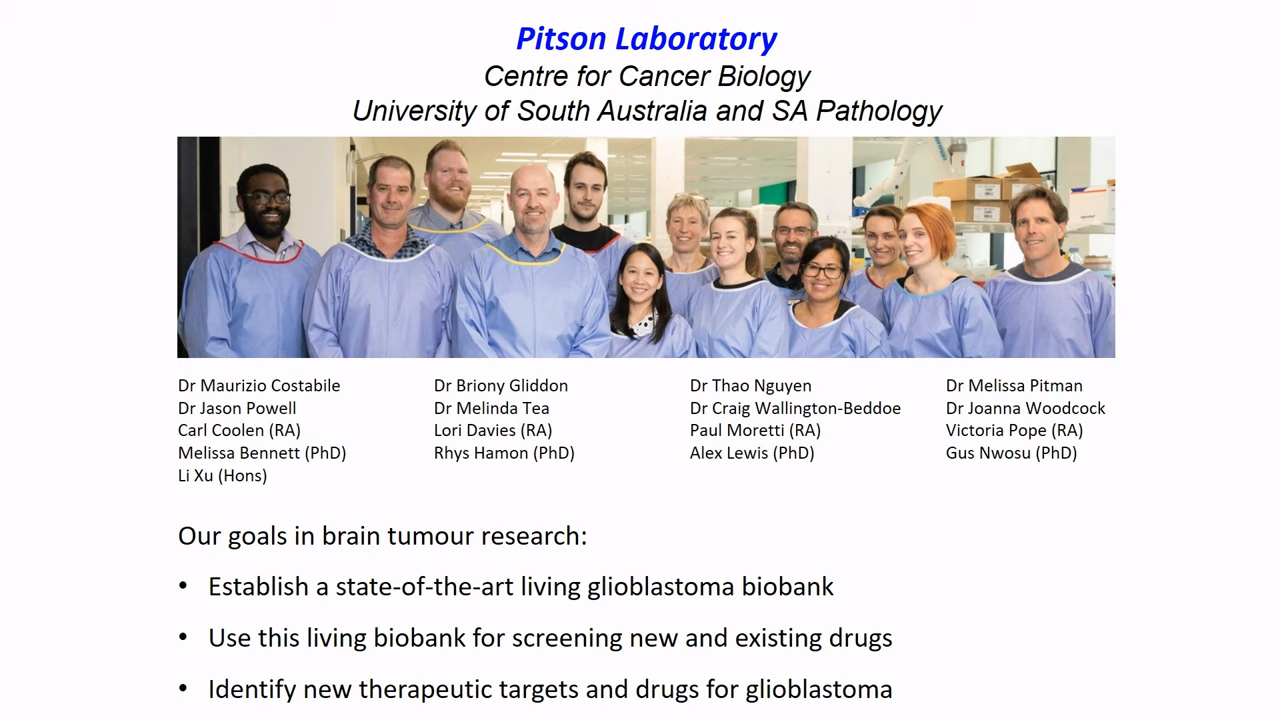 Pitson Laboratory
Centre for Cancer Biology
University of South Australia and SA Pathology
Dr Maurizio Costabile
Dr Jason Powell
Carl Coolen (RA)
Melissa Bennett (PhD)
Li Xu (Hons)
Dr Briony Gliddon
Dr Melinda Tea
Lori Davies (RA)
Rhys Hamon (PhD)
Dr Thao Nguyen
Dr Craig Wallington-Beddoe
Paul Moretti (RA)
Alex Lewis (PhD)
Dr Melissa Pitman
Dr Joanna Woodcock
Victoria Pope (RA)
Gus Nwosu (PhD)
Our goals in brain tumour research:
• Establish a state-of-the-art living glioblastoma biobank
• Use this living biobank for screening new and existing drugs
• Identify new therapeutic targets and drugs for glioblastoma